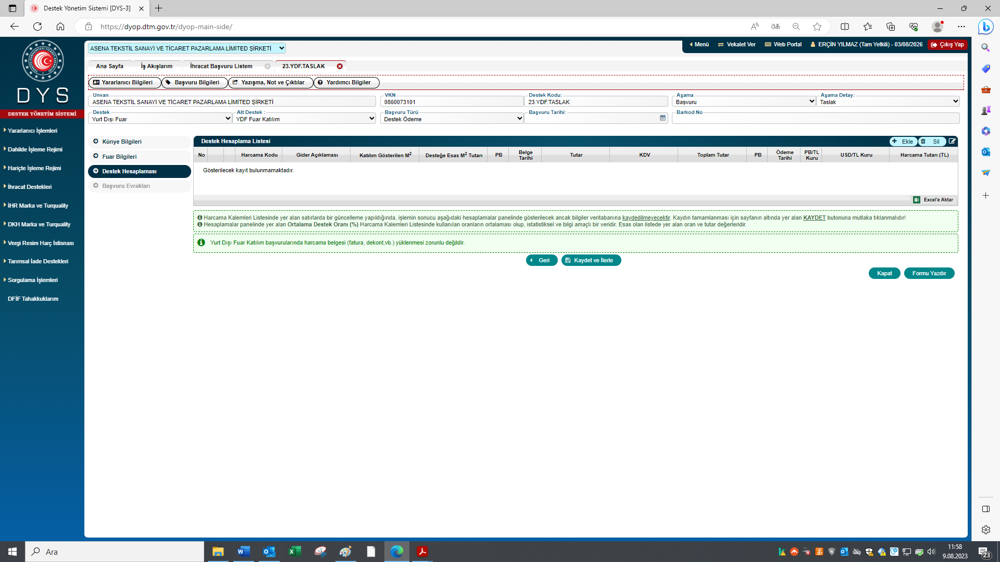 Destek Yönetim Sistemi [DYS-3]
https://dyop.dtm.gov.tr/dyop-main-side/
ASENA TEKSTİL SANAYİ VE TİCARET PAZARLAMA LİMİTED ŞİRKETİ
Menü Vekalet Ver Web Portal ERÇİN YILMAZ (Tam Yetkili) - 03/08/2026 Çıkış Yap
Ana Sayfa İş Akışlarım İhracat Başvuru Listem 23.YDF.TASLAK
Yararlanıcı Bilgileri Başvuru Bilgileri Yazışma, Not ve Çıktılar Yardımcı Bilgiler
Unvan VKN Destek Kodu: Aşama Aşama Detay:
ASENA TEKSTİL SANAYİ VE TİCARET PAZARLAMA LİMİTED ŞİRKETİ 0860073101 23.YDF.TASLAK Başvuru Taslak
Destek Alt Destek : Başvuru Türü Başvuru Tarihi: Barkod No
Yurt Dışı Fuar YDF Fuar Katılım Destek Ödeme
DYS
DESTEK YÖNETİM SİSTEMİ
Yararlanıcı İşlemleri
Dahilde İşleme Rejimi
Hariçte İşleme Rejimi
İhracat Destekleri
İHR Marka ve Turquality
DKH Marka ve Turquality
Vergi Resim Harç İstisnası
Tarımsal İade Destekleri
Sorgulama İşlemleri
DFİF Tahakkuklarım
Künye Bilgileri
Fuar Bilgileri
Destek Hesaplaması
Başvuru Evrakları
Destek Hesaplama Listesi Ekle Sil
No Harcama Kodu Gider Açıklaması Katılım Gösterilen M2 Desteğe Esas M2 Tutarı PB Belge Tarihi Tutar KDV Toplam Tutar PB Ödeme Tarihi PB/TL Kuru USD/TL Kuru Harcama Tutarı (TL)
Gösterilecek kayıt bulunmamaktadır.
Excel'e Aktar
Harcama Kalemleri Listesinde yer alan satırlarda bir güncelleme yapıldığında, işlemin sonucu aşağıdaki hesaplamalar panelinde gösterilecek ancak bilgiler veritabanına kaydedilmeyecektir. Kaydın tamamlanması için sayfanın altında yer alan KAYDET butonuna mutlaka tıklanmalıdır!
Hesaplamalar panelinde yer alan Ortalama Destek Oranı (%) Harcama Kalemleri Listesinde kullanılan oranların ortalaması olup, istatistiksel ve bilgi amaçlı bir veridir. Esas olan listede yer alan oran ve tutar değerleridir.
Yurt Dışı Fuar Katılım başvurularında harcama belgesi (fatura, dekont,vb.) yüklenmesi zorunlu değildir.
Geri Kaydet ve İlerle
Kapat Formu Yazdır
Ara
11:58
9.08.2023
23